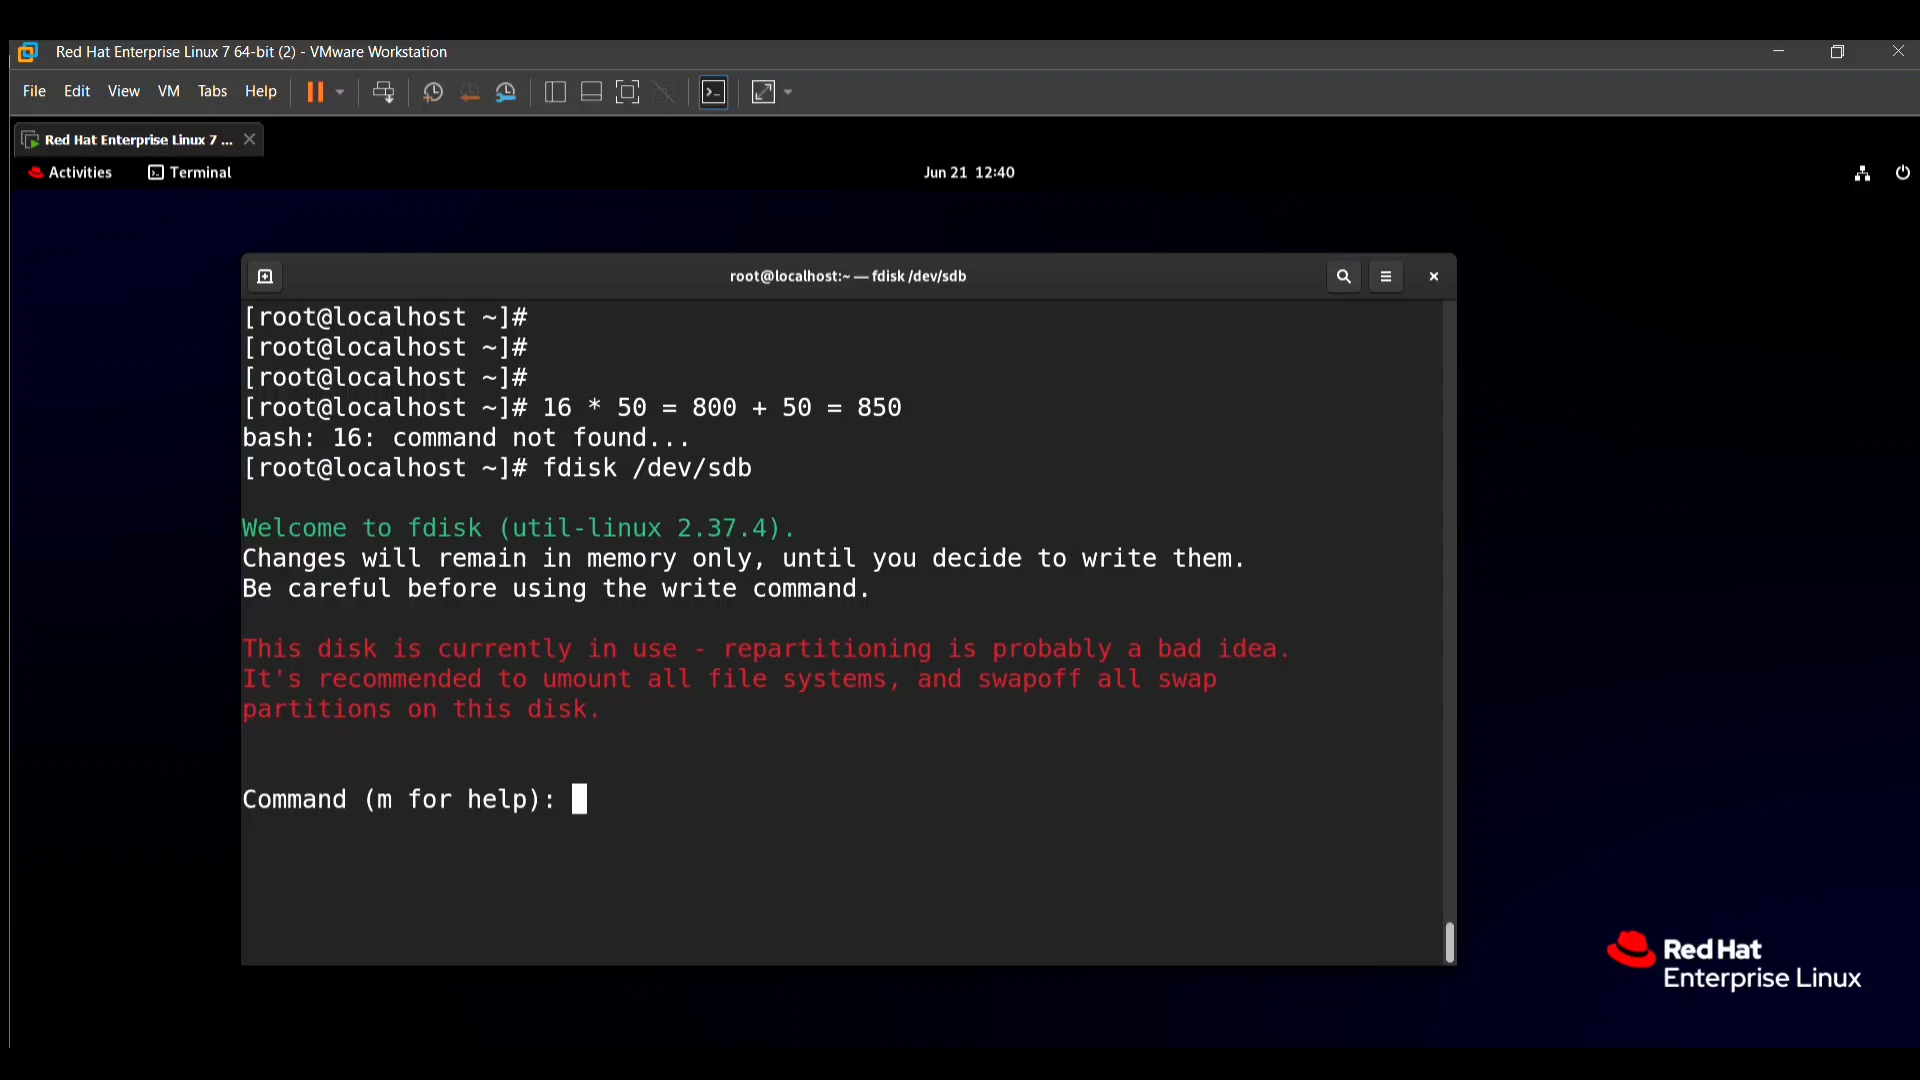 Red Hat Enterprise Linux 7 64-bit (2) - VMware Workstation
File Edit View VM Tabs Help
Red Hat Enterprise Linux 7 ...
Activities Terminal Jun 21 12:40
root@localhost:~ — fdisk /dev/sdb
[root@localhost ~]#
[root@localhost ~]#
[root@localhost ~]#
[root@localhost ~]# 16 * 50 = 800 + 50 = 850
bash: 16: command not found...
[root@localhost ~]# fdisk /dev/sdb
Welcome to fdisk (util-linux 2.37.4).
Changes will remain in memory only, until you decide to write them.
Be careful before using the write command.
This disk is currently in use - repartitioning is probably a bad idea.
It's recommended to umount all file systems, and swapoff all swap
partitions on this disk.
Command (m for help):
Red Hat
Enterprise Linux